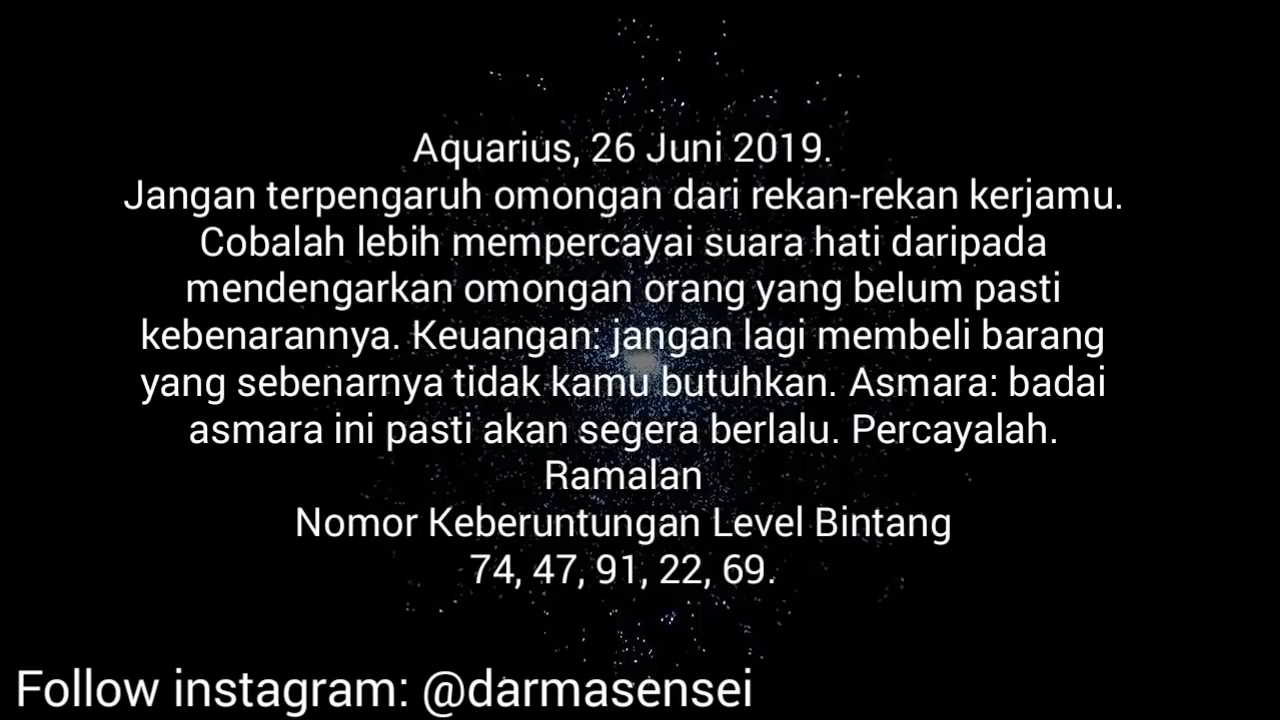 Aquarius, 26 Juni 2019.
Jangan terpengaruh omongan dari rekan-rekan kerjamu.
Cobalah lebih mempercayai suara hati daripada
mendengarkan omongan orang yang belum pasti
kebenarannya. Keuangan: jangan lagi membeli barang
yang sebenarnya tidak kamu butuhkan. Asmara: badai
asmara ini pasti akan segera berlalu. Percayalah.
Ramalan
Nomor Keberuntungan Level Bintang
74, 47, 91, 22, 69.
Follow instagram: @darmasensei